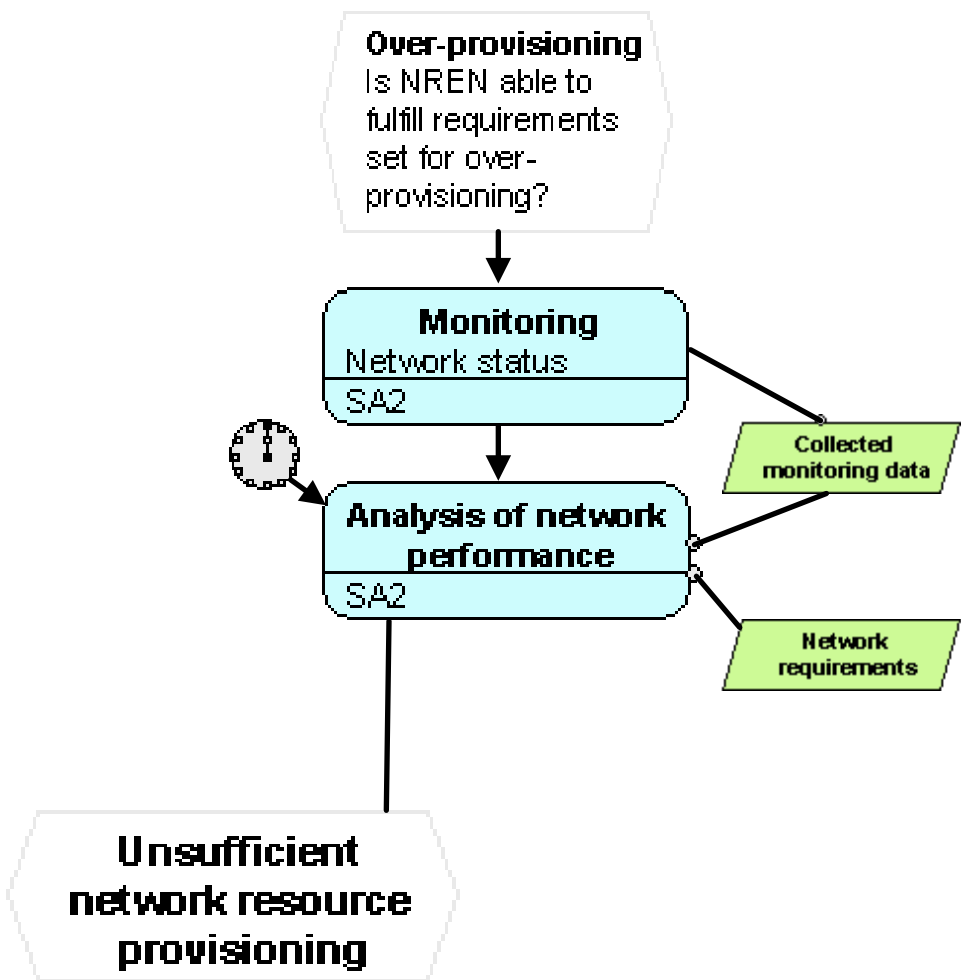 Over-provisioning
Is NREN able to
fulfill requirements
set for over-
provisioning?
Monitoring
Network status
SA2
Collected
monitoring data
Analysis of network
performance
SA2
Network
requirements
Unsufficient
network resource
provisioning